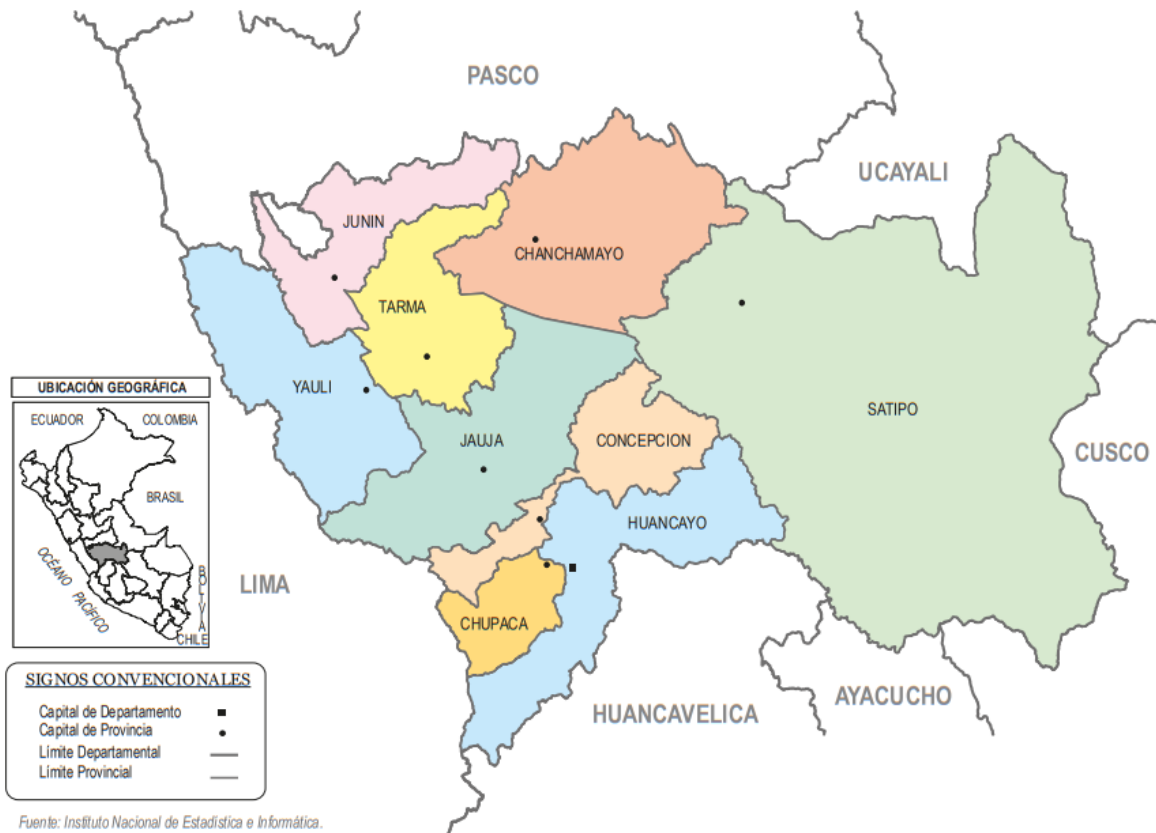 PASCO
UCAYALI
JUNIN
CHANCHAMAYO
TARMA
YAULI
SATIPO
JAUJA
CONCEPCION
CUSCO
HUANCAYO
LIMA
CHUPACA
AYACUCHO
HUANCAVELICA
UBICACIÓN GEOGRÁFICA
ECUADOR
COLOMBIA
BRASIL
OCÉANO PACÍFICO
BOLIVIA
CHILE
SIGNOS CONVENCIONALES
Capital de Departamento
Capital de Provincia
Límite Departamental
Límite Provincial
Fuente: Instituto Nacional de Estadística e Informática.